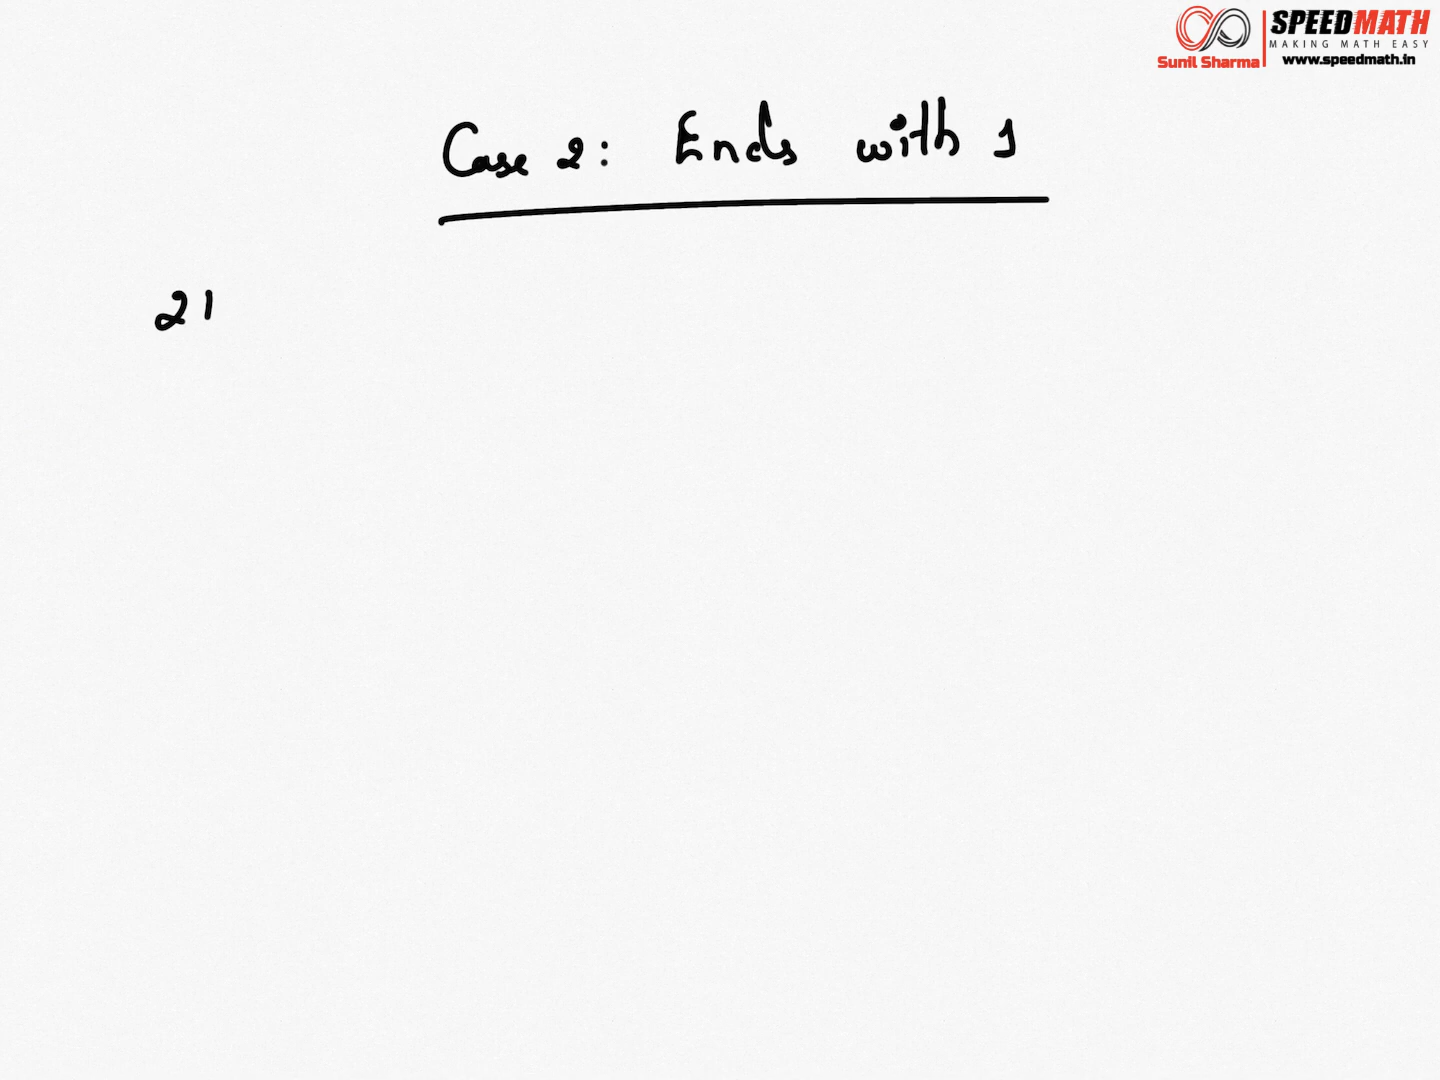 SPEEDMATH
MAKING MATH EASY
Sunil Sharma
www.speedmath.in
Case 2: Ends with 1
21